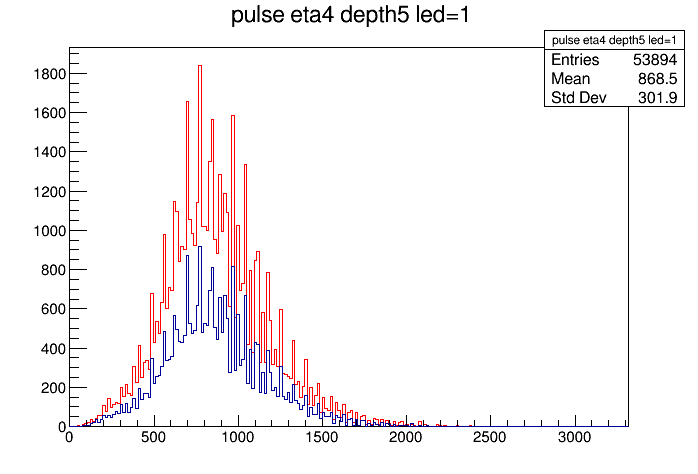 pulse eta4 depth5 led=1
pulse eta4 depth5 led=1
Entries 53894
Mean 868.5
Std Dev 301.9
1800
1600
1400
1200
1000
800
600
400
200
0
0 500 1000 1500 2000 2500 3000